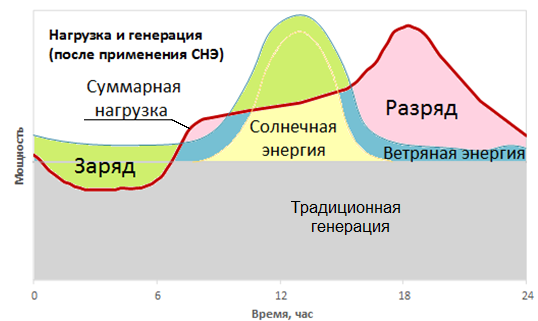 Нагрузка и генерация
(после применения СНЭ)
Суммарная
нагрузка
Разряд
Солнечная
энергия
Заряд
Ветряная энергия
Традиционная
генерация
Мощность
0
6
12
18
24
Время, час